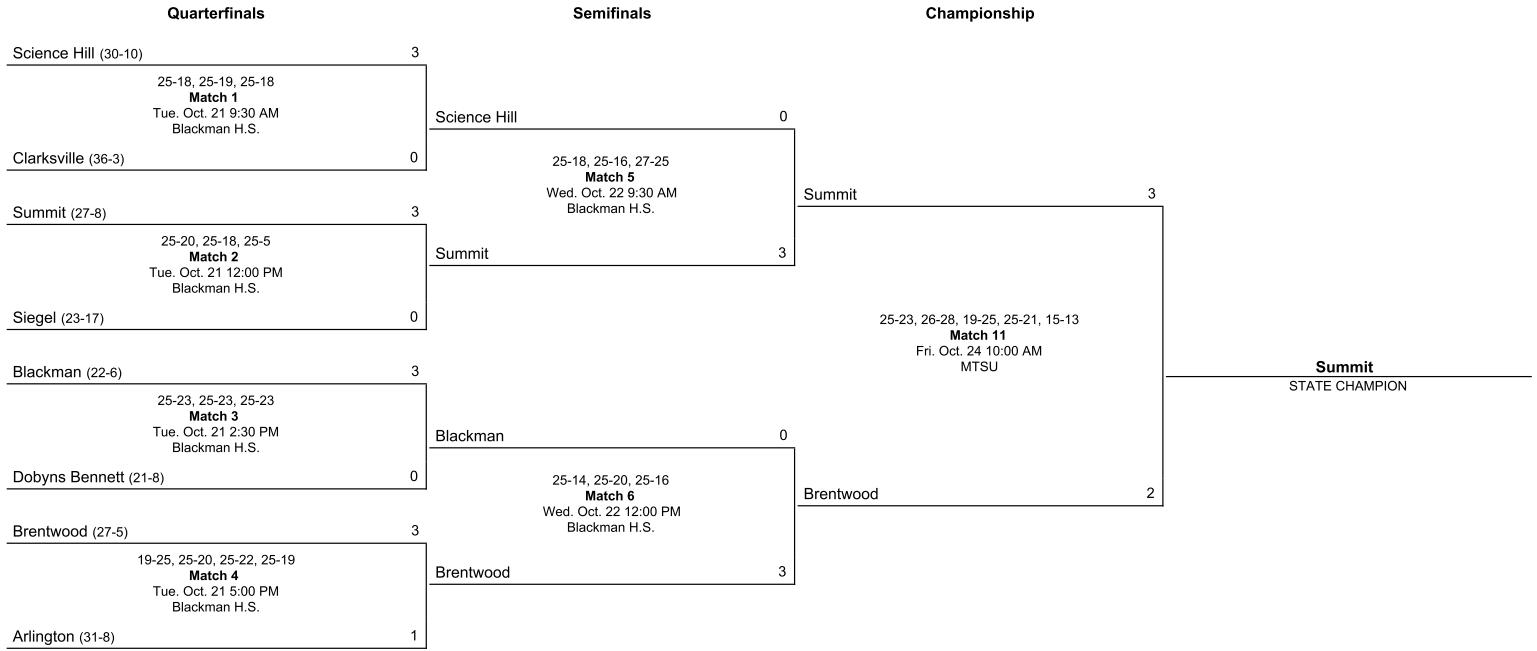 Quarterfinals
Semifinals
Championship
Science Hill (30-10) 3
25-18, 25-19, 25-18
Match 1
Tue. Oct. 21 9:30 AM
Blackman H.S.
Clarksville (36-3) 0
Summit (27-8) 3
25-20, 25-18, 25-5
Match 2
Tue. Oct. 21 12:00 PM
Blackman H.S.
Siegel (23-17) 0
Blackman (22-6) 3
25-23, 25-23, 25-23
Match 3
Tue. Oct. 21 2:30 PM
Blackman H.S.
Dobyns Bennett (21-8) 0
Brentwood (27-5) 3
19-25, 25-20, 25-22, 25-19
Match 4
Tue. Oct. 21 5:00 PM
Blackman H.S.
Arlington (31-8) 1
Science Hill 0
25-18, 25-16, 27-25
Match 5
Wed. Oct. 22 9:30 AM
Blackman H.S.
Summit 3
Blackman 0
25-14, 25-20, 25-16
Match 6
Wed. Oct. 22 12:00 PM
Blackman H.S.
Brentwood 3
Summit 3
25-23, 26-28, 19-25, 25-21, 15-13
Match 11
Fri. Oct. 24 10:00 AM
MTSU
Brentwood 2
Summit
STATE CHAMPION